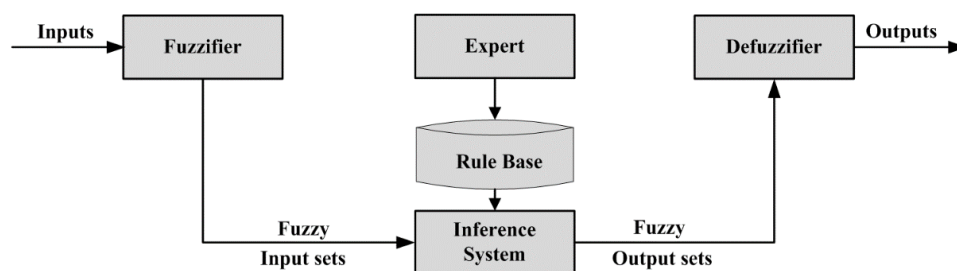 Inputs
Fuzzifier
Expert
Defuzzifier
Outputs
Rule Base
Fuzzy
Input sets
Inference
System
Fuzzy
Output sets